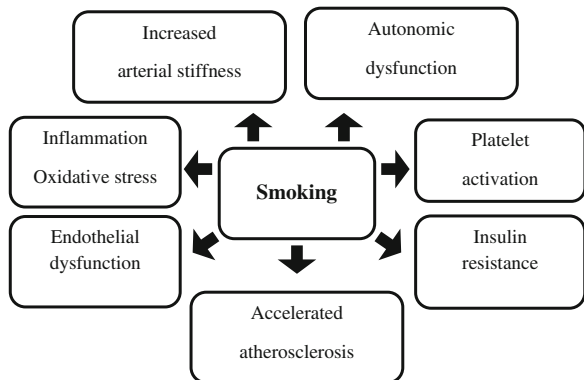 Increased
arterial stiffness
Autonomic
dysfunction
Inflammation
Oxidative stress
Smoking
Platelet
activation
Endothelial
dysfunction
Insulin
resistance
Accelerated
atherosclerosis